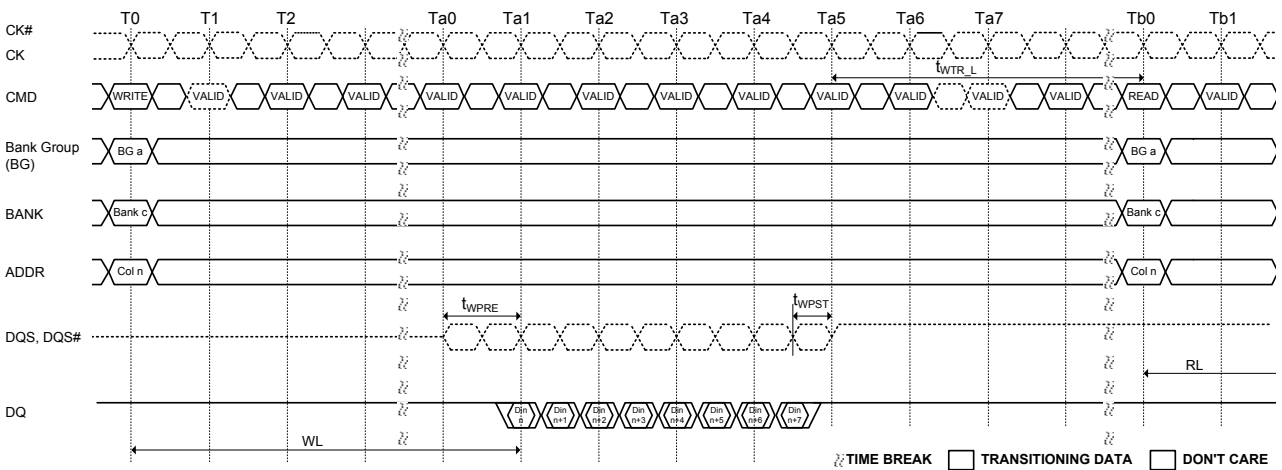 T0 T1 T2 Ta0 Ta1 Ta2 Ta3 Ta4 Ta5 Ta6 Ta7 Tb0 Tb1
CK#
CK
tWTR_L
CMD WRITE VALID VALID VALID VALID VALID VALID VALID VALID VALID VALID VALID VALID READ VALID
Bank Group
(BG)
BG a BG a
BANK Bank c Bank c
ADDR Col n Col n
tWPRE tWPST
DQS, DQS#
RL
DQ Din n Din n+1 Din n+2 Din n+3 Din n+4 Din n+5 Din n+6 Din n+7
WL
TIME BREAK TRANSITIONING DATA DON'T CARE